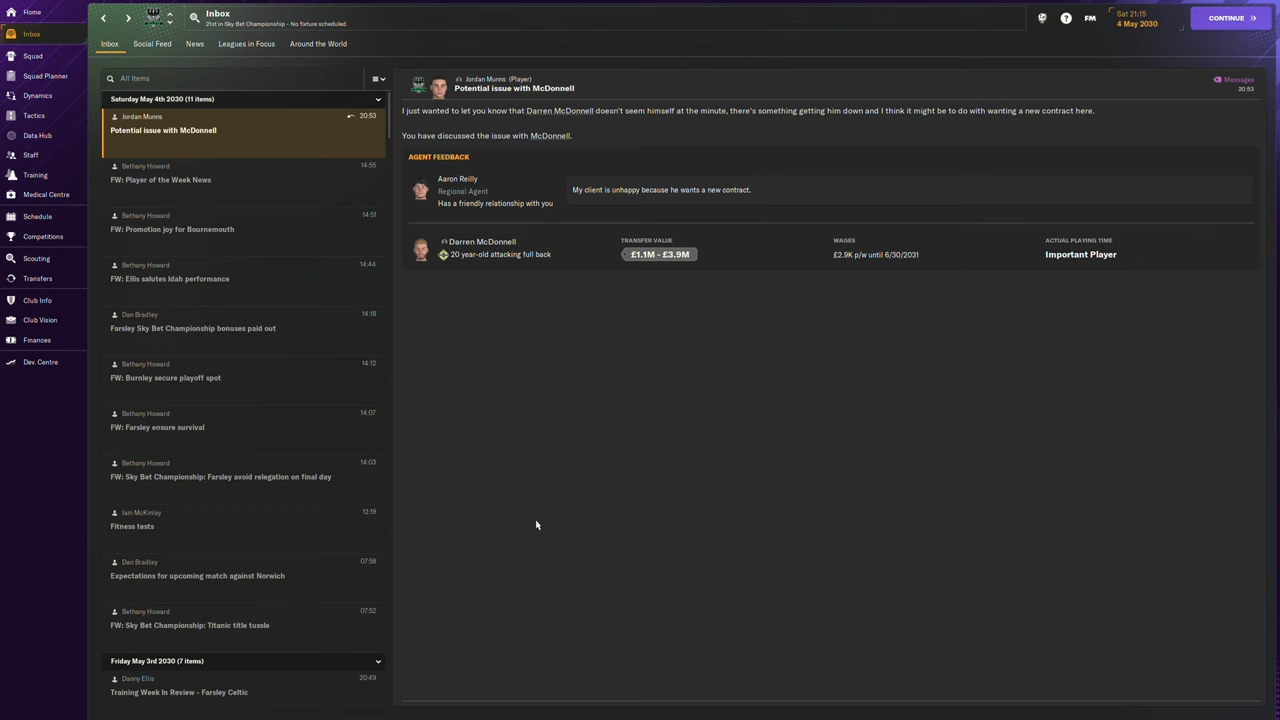 Home
Inbox
Squad
Squad Planner
Dynamics
Tactics
Data Hub
Staff
Training
Medical Centre
Schedule
Competitions
Scouting
Transfers
Club Info
Club Vision
Finances
Dev. Centre
Inbox
21st in Sky Bet Championship - No fixture scheduled.
FM
Sat 21:15
4 May 2030
CONTINUE
Inbox
Social Feed
News
Leagues in Focus
Around the World
All Items
Saturday May 4th 2030 (11 items)
Jordan Munns
20:53
Potential issue with McDonnell
Bethany Howard
14:55
FW: Player of the Week News
Bethany Howard
14:51
FW: Promotion joy for Bournemouth
Bethany Howard
14:44
FW: Ellis salutes Idah performance
Dan Bradley
14:18
Farsley Sky Bet Championship bonuses paid out
Bethany Howard
14:12
FW: Burnley secure playoff spot
Bethany Howard
14:07
FW: Farsley ensure survival
Bethany Howard
14:03
FW: Sky Bet Championship: Farsley avoid relegation on final day
Iain McKinlay
12:19
Fitness tests
Dan Bradley
07:58
Expectations for upcoming match against Norwich
Bethany Howard
07:52
FW: Sky Bet Championship: Titanic title tussle
Friday May 3rd 2030 (7 items)
Danny Ellis
20:49
Training Week In Review - Farsley Celtic
Jordan Munns (Player)
Potential issue with McDonnell
Messages
20:53
I just wanted to let you know that Darren McDonnell doesn't seem himself at the minute, there's something getting him down and I think it might be to do with wanting a new contract here.
You have discussed the issue with McDonnell.
AGENT FEEDBACK
Aaron Reilly
Regional Agent
Has a friendly relationship with you
My client is unhappy because he wants a new contract.
Darren McDonnell
20 year-old attacking full back
TRANSFER VALUE
£1.1M - £3.9M
WAGES
£2.9K p/w until 6/30/2031
ACTUAL PLAYING TIME
Important Player